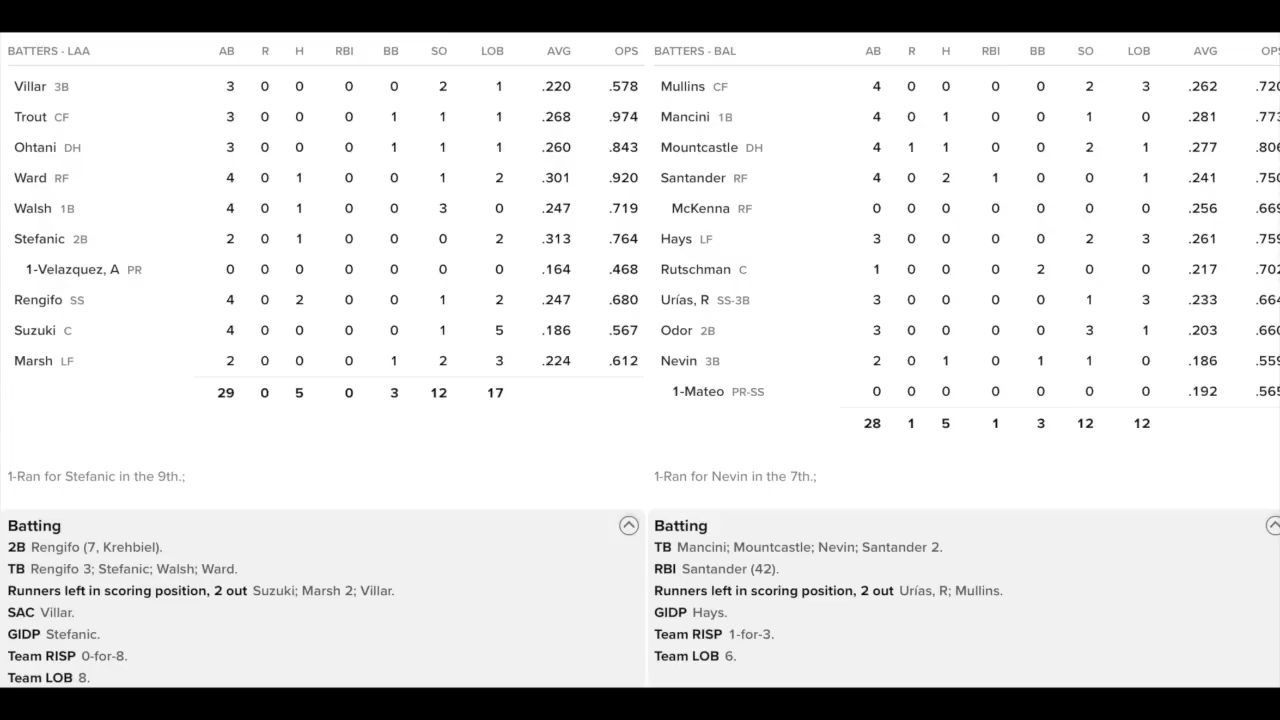 BATTERS - LAA AB R H RBI BB SO LOB AVG OPS
Villar 3B 3 0 0 0 0 2 1 .220 .578
Trout CF 3 0 0 0 1 1 1 .268 .974
Ohtani DH 3 0 0 0 1 1 1 .260 .843
Ward RF 4 0 1 0 0 1 2 .301 .920
Walsh 1B 4 0 1 0 0 3 0 .247 .719
Stefanic 2B 2 0 1 0 0 0 2 .313 .764
1-Velazquez, A PR 0 0 0 0 0 0 0 .164 .468
Rengifo SS 4 0 2 0 0 1 2 .247 .680
Suzuki C 4 0 0 0 0 1 5 .186 .567
Marsh LF 2 0 0 0 1 2 3 .224 .612
29 0 5 0 3 12 17
1-Ran for Stefanic in the 9th.;
Batting
2B Rengifo (7, Krehbiel).
TB Rengifo 3; Stefanic; Walsh; Ward.
Runners left in scoring position, 2 out Suzuki; Marsh 2; Villar.
SAC Villar.
GIDP Stefanic.
Team RISP 0-for-8.
Team LOB 8.
BATTERS - BAL AB R H RBI BB SO LOB AVG OPS
Mullins CF 4 0 0 0 0 2 3 .262 .720
Mancini 1B 4 0 1 0 0 1 0 .281 .773
Mountcastle DH 4 1 1 0 0 2 1 .277 .806
Santander RF 4 0 2 1 0 0 1 .241 .750
McKenna RF 0 0 0 0 0 0 0 .256 .669
Hays LF 3 0 0 0 0 2 3 .261 .759
Rutschman C 1 0 0 0 2 0 0 .217 .702
Urías, R SS-3B 3 0 0 0 0 1 3 .233 .664
Odor 2B 3 0 0 0 0 3 1 .203 .660
Nevin 3B 2 0 1 0 1 1 0 .186 .559
1-Mateo PR-SS 0 0 0 0 0 0 0 .192 .565
28 1 5 1 3 12 12
1-Ran for Nevin in the 7th.;
Batting
TB Mancini; Mountcastle; Nevin; Santander 2.
RBI Santander (42).
Runners left in scoring position, 2 out Urías, R; Mullins.
GIDP Hays.
Team RISP 1-for-3.
Team LOB 6.